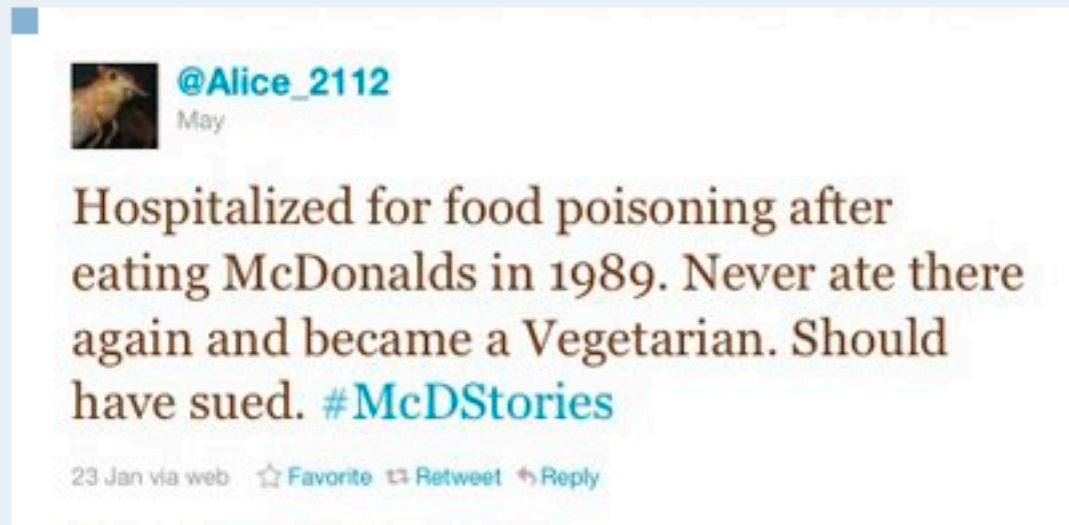 @Alice_2112
May
Hospitalized for food poisoning after
eating McDonalds in 1989. Never ate there
again and became a Vegetarian. Should
have sued. #McDStories
23 Jan via web Favorite Retweet Reply